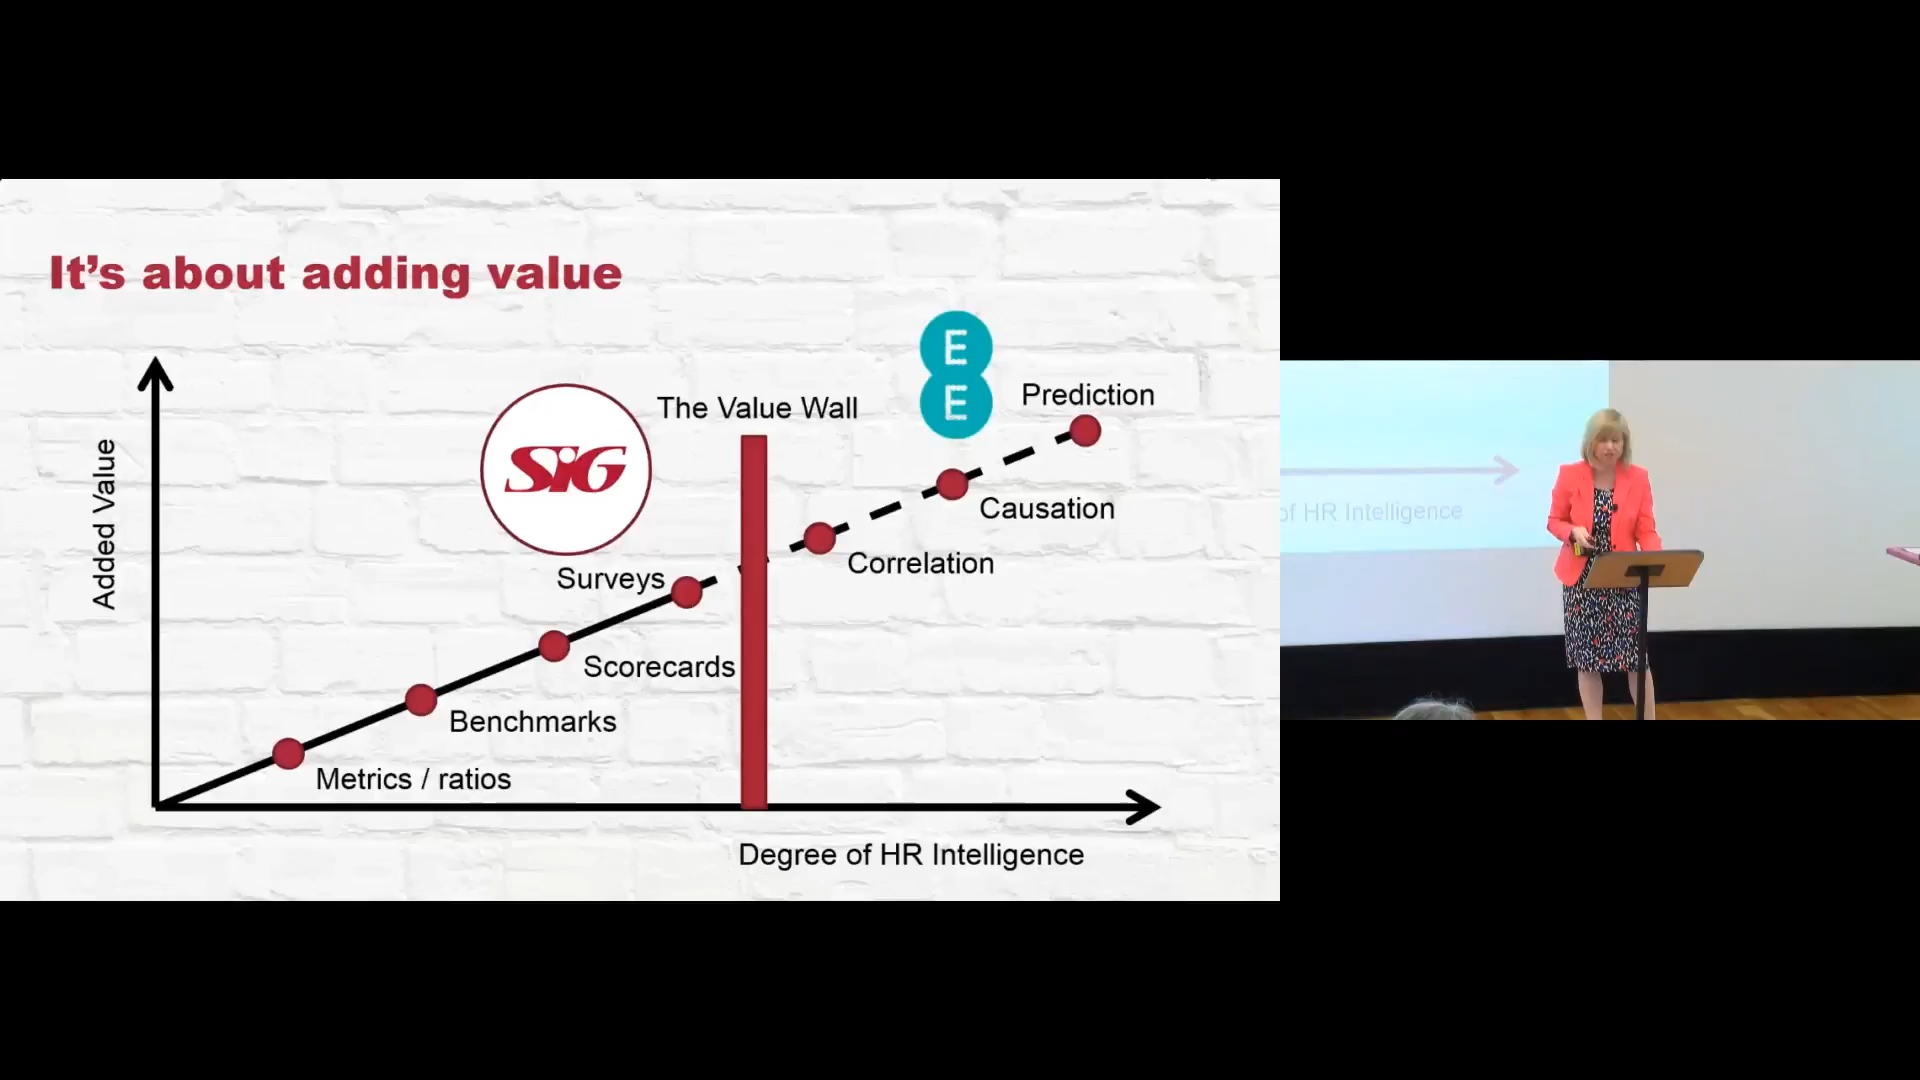 It's about adding value
E
E
Prediction
The Value Wall
SiG
Causation
Added Value
Correlation
Surveys
Scorecards
Benchmarks
Metrics / ratios
Degree of HR Intelligence
of HR Intelligence